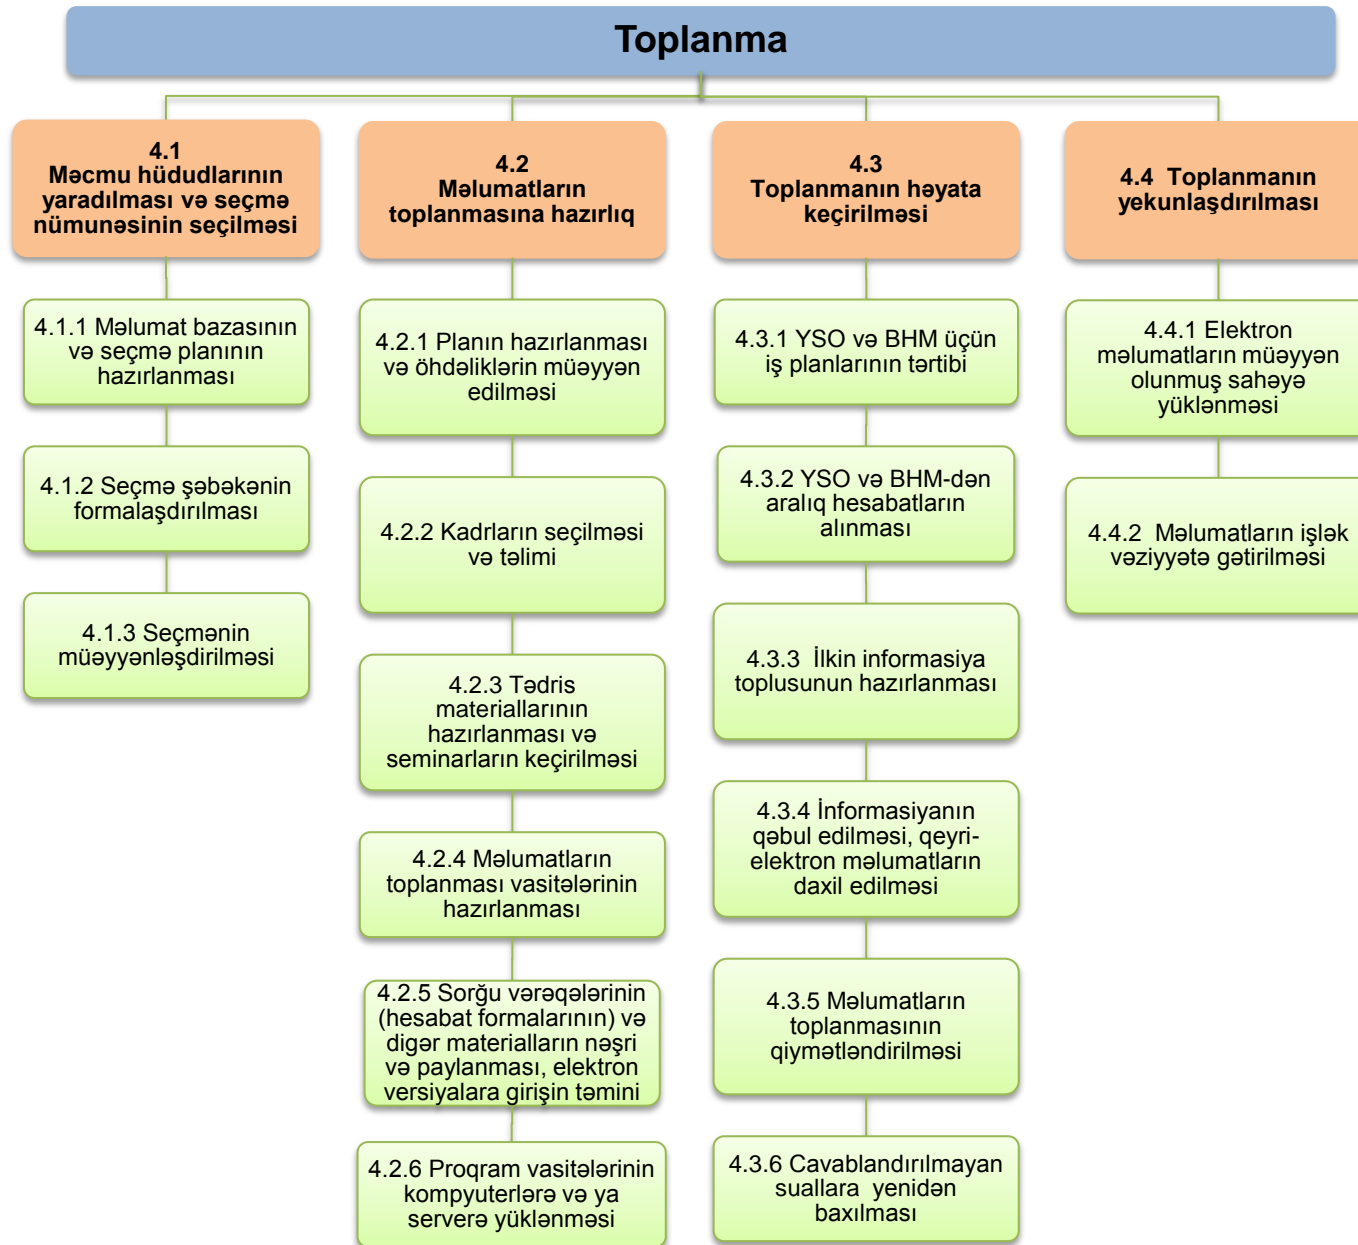 Toplanma
4.1
Məcmu hüdudlarının
yaradılması və seçmə
nümunəsinin seçilməsi
4.1.1 Məlumat bazasının
və seçmə planının
hazırlanması
4.1.2 Seçmə şəbəkənin
formalaşdırılması
4.1.3 Seçmənin
müəyyənləşdirilməsi
4.2
Məlumatların
toplanmasına hazırlıq
4.2.1 Planın hazırlanması
və öhdəliklərin müəyyən
edilməsi
4.2.2 Kadrların seçilməsi
və təlimi
4.2.3 Tədris
materiallarının
hazırlanması və
seminarların keçirilməsi
4.2.4 Məlumatların
toplanması vasitələrinin
hazırlanması
4.2.5 Sorğu vərəqələrinin
(hesabat formalarının) və
digər materialların nəşri
və paylanması, elektron
versiyalara girişin təmini
4.2.6 Proqram vasitələrinin
kompyuterlərə və ya
serverə yüklənməsi
4.3
Toplanmanın həyata
keçirilməsi
4.3.1 YSO və BHM üçün
iş planlarının tərtibi
4.3.2 YSO və BHM-dən
aralıq hesabatların
alınması
4.3.3 İlkin informasiya
toplusunun hazırlanması
4.3.4 İnformasiyanın
qəbul edilməsi, qeyri-
elektron məlumatların
daxil edilməsi
4.3.5 Məlumatların
toplanmasının
qiymətləndirilməsi
4.3.6 Cavablandırılmayan
suallara yenidən
baxılması
4.4 Toplanmanın
yekunlaşdırılması
4.4.1 Elektron
məlumatların müəyyən
olunmuş sahəyə
yüklənməsi
4.4.2 Məlumatların işlək
vəziyyətə gətirilməsi